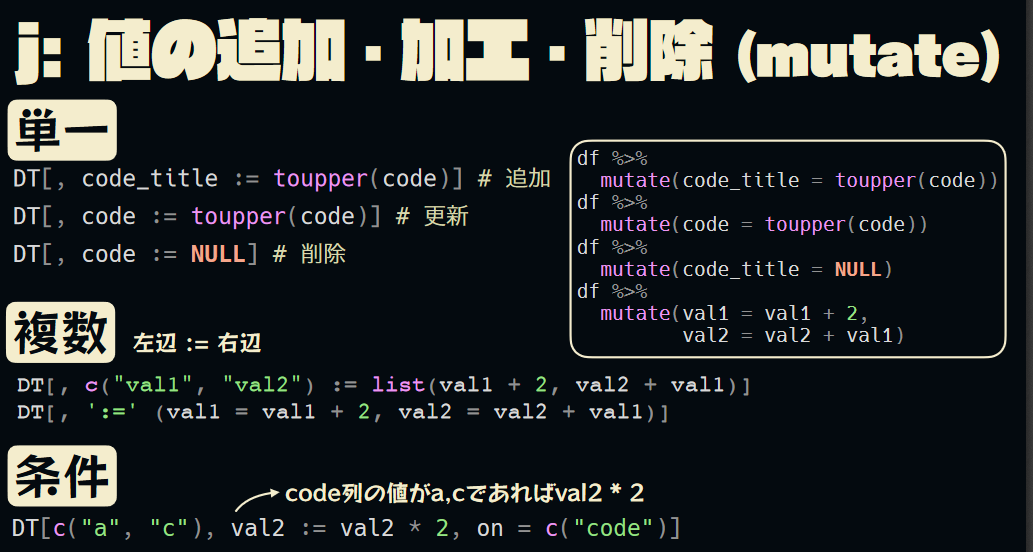 j: 値の追加・加工・削除 (mutate)
単一
DT[, code_title := toupper(code)] # 追加
DT[, code := toupper(code)] # 更新
DT[, code := NULL] # 削除
df %>%
mutate(code_title = toupper(code))
df %>%
mutate(code = toupper(code))
df %>%
mutate(code_title = NULL)
df %>%
mutate(val1 = val1 + 2,
val2 = val2 + val1)
複数 左辺 := 右辺
DT[, c("val1", "val2") := list(val1 + 2, val2 + val1)]
DT[, ':=' (val1 = val1 + 2, val2 = val2 + val1)]
条件
code列の値がa,cであればval2 * 2
DT[c("a", "c"), val2 := val2 * 2, on = c("code")]